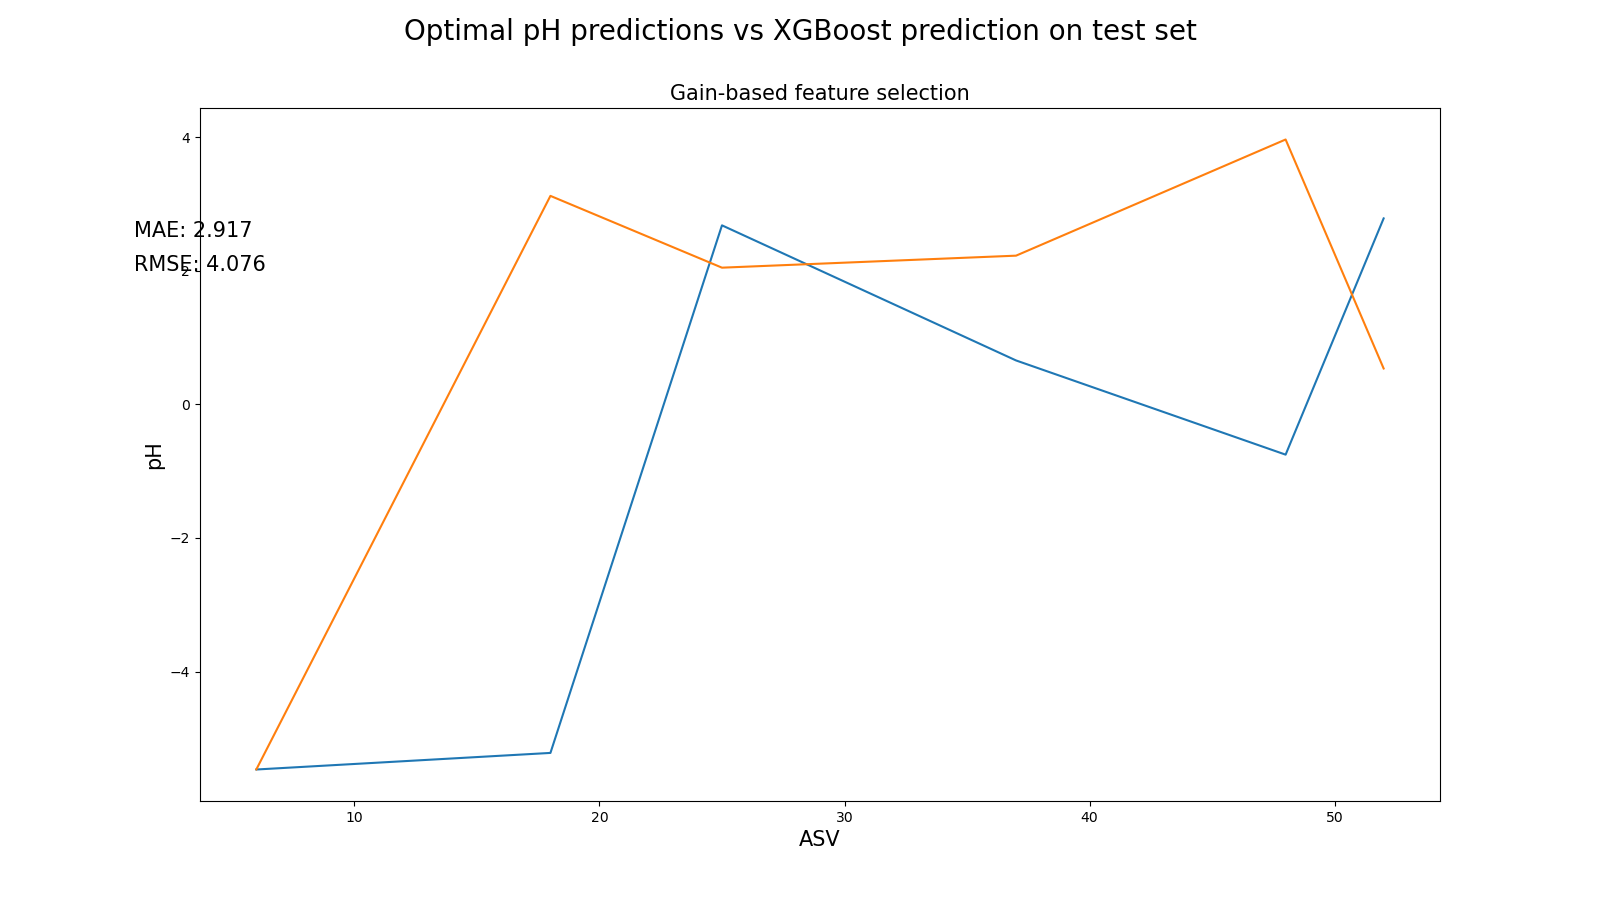 Optimal pH predictions vs XGBoost prediction on test set
Gain-based feature selection
4
MAE: 2.917
RMSE: 4.076
2
0
pH
−2
−4
10 20 30 40 50
ASV